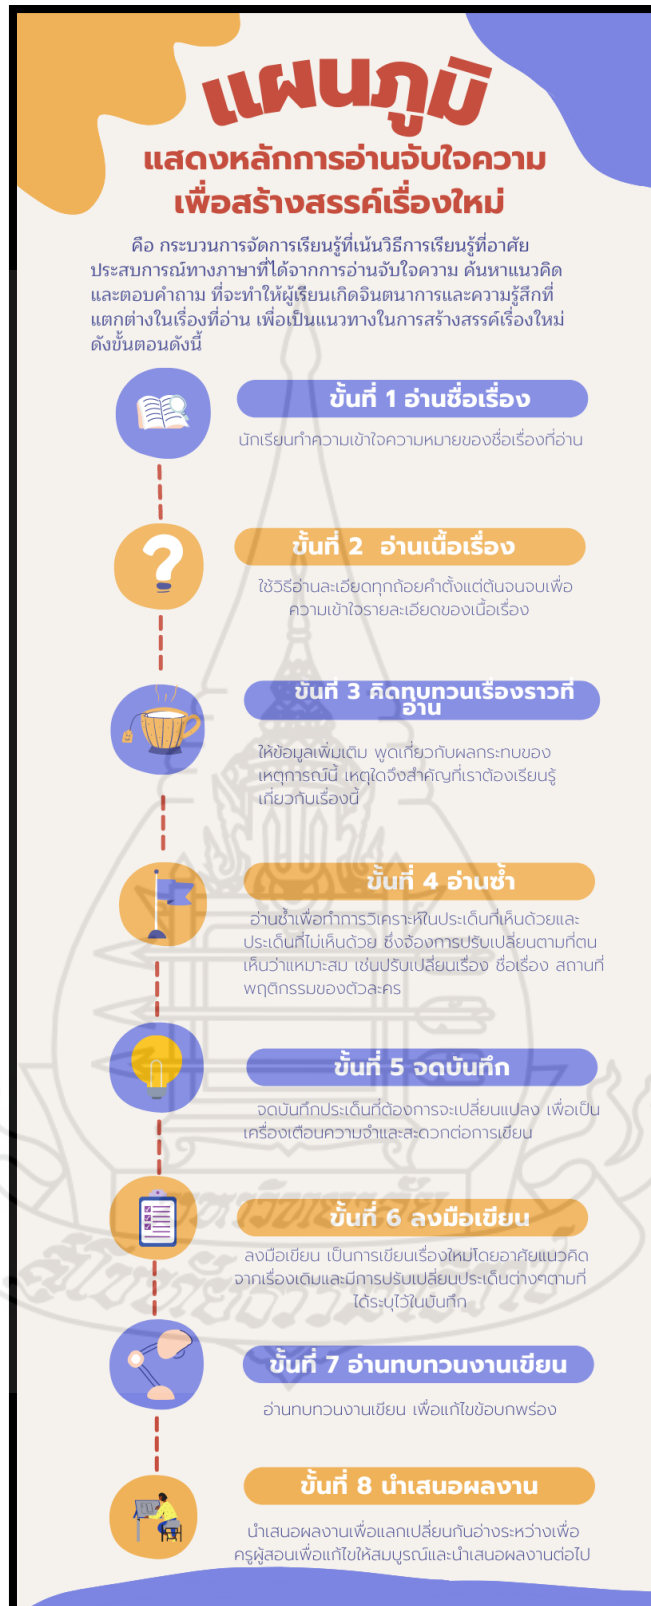 แผนภูมิ
แสดงหลักการอ่านจับใจความ
เพื่อสร้างสรรค์เรื่องใหม่
คือ กระบวนการจัดการเรียนรู้ที่เน้นวิธีการเรียนรู้ที่อาศัย
ประสบการณ์ทางภาษาที่ได้จากการอ่านจับใจความ ค้นหาแนวคิด
และตอบคำถาม ที่จะทำให้ผู้เรียนเกิดจินตนาการและความรู้สึกที่
แตกต่างในเรื่องที่อ่าน เพื่อเป็นแนวทางในการสร้างสรรค์เรื่องใหม่
ดังขั้นตอนดังนี้
ขั้นที่ 1 อ่านชื่อเรื่อง
นักเรียนทำความเข้าใจความหมายของชื่อเรื่องที่อ่าน
ขั้นที่ 2 อ่านเนื้อเรื่อง
ใช้วิธีอ่านละเอียดทุกถ้อยคำตั้งแต่ต้นจนจบเพื่อ
ความเข้าใจรายละเอียดของเนื้อเรื่อง
ขั้นที่ 3 คิดทบทวนเรื่องราวที่
อ่าน
ให้ข้อมูลเพิ่มเติม พูดเกี่ยวกับผลกระทบของ
เหตุการณ์นี้ เหตุใดจึงสำคัญที่เราต้องเรียนรู้
เกี่ยวกับเรื่องนี้
ขั้นที่ 4 อ่านซ้ำ
อ่านซ้ำเพื่อทำการวิเคราะห์ในประเด็นที่เห็นด้วยและ
ประเด็นที่ไม่เห็นด้วย ซึ่งจ้องการปรับเปลี่ยนตามที่ตน
เห็นว่าแหมาะสม เช่นปรับเปลี่ยนเรื่อง ชื่อเรื่อง สถานที่
พฤติกรรมของตัวละคร
ขั้นที่ 5 จดบันทึก
จดบันทึกประเด็นที่ต้องการจะเปลี่ยนแปลง เพื่อเป็น
เครื่องเตือนความจำและสะดวกต่อการเขียน
ขั้นที่ 6 ลงมือเขียน
ลงมือเขียน เป็นการเขียนเรื่องใหม่โดยอาศัยแนวคิด
จากเรื่องเดิมและมีการปรับเปลี่ยนประเด็นต่างๆตามที่
ได้ระบุไว้ในบันทึก
ขั้นที่ 7 อ่านทบทวนงานเขียน
อ่านทบทวนงานเขียน เพื่อแก้ไขข้อบกพร่อง
ขั้นที่ 8 นำเสนอผลงาน
นำเสนอผลงานเพื่อแลกเปลี่ยนกันอ่างระหว่างเพื่อ
ครูผู้สอนเพื่อแก้ไขให้สมบูรณ์และนำเสนอผลงานต่อไป